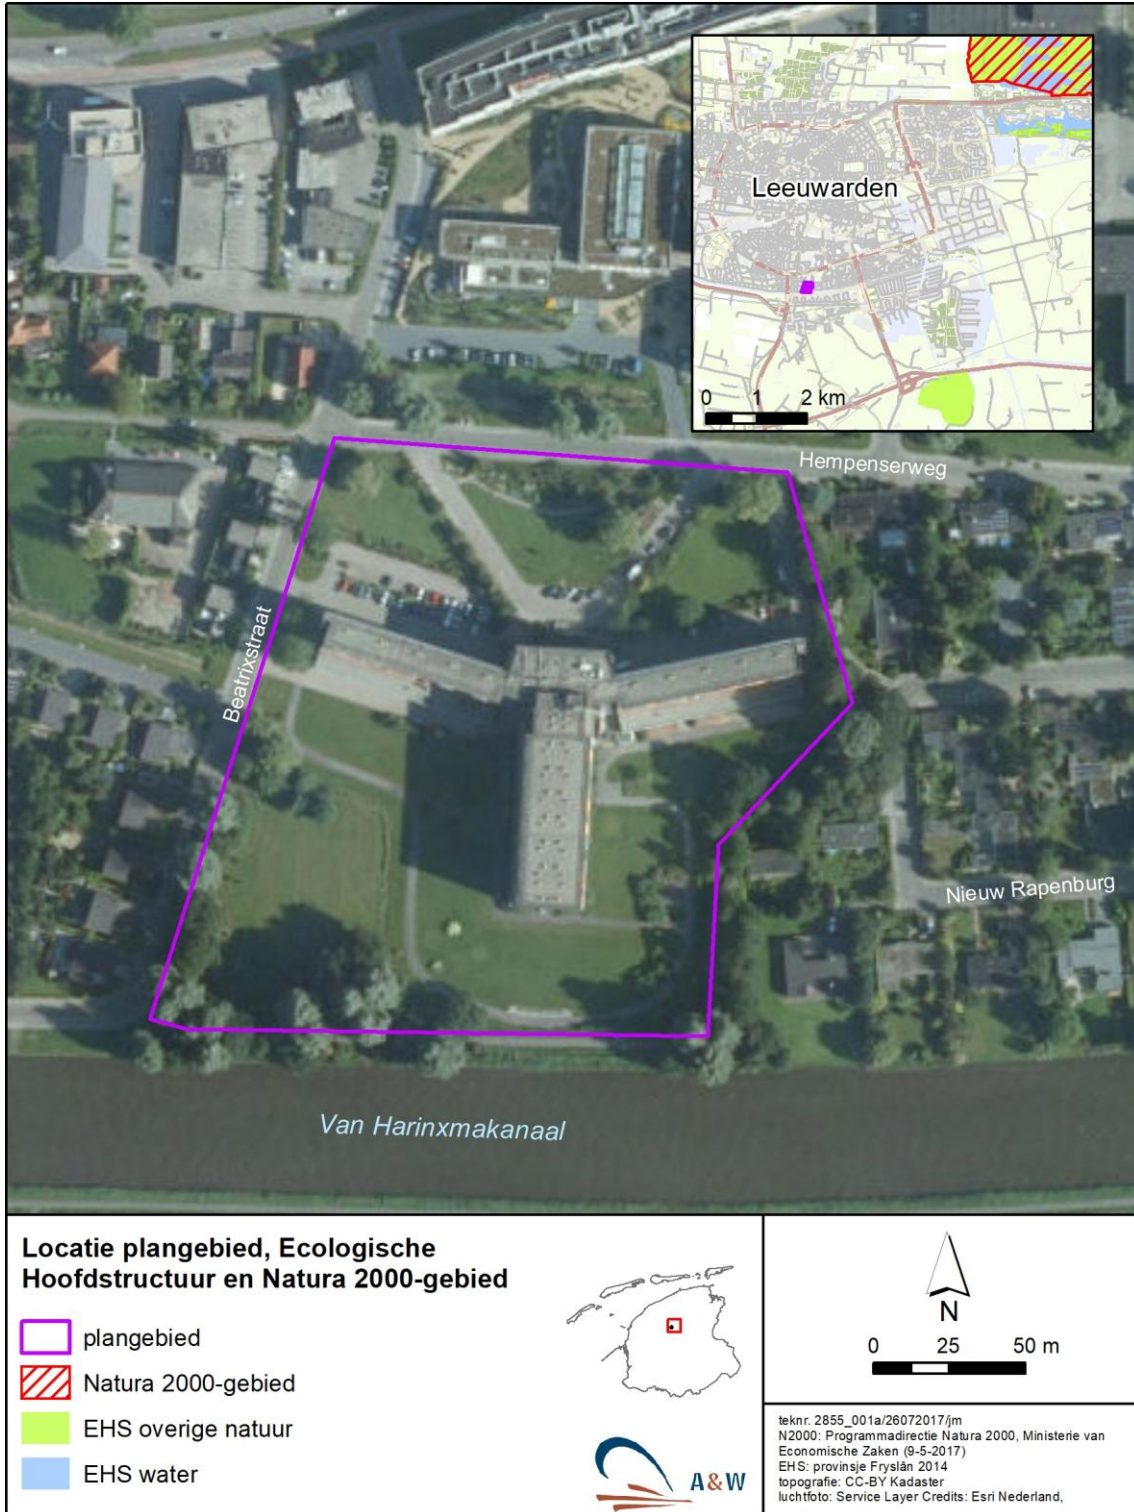 Leeuwarden
0 1 2 km
Hempenserweg
Beatrixstraat
Nieuw Rapenburg
Van Harinxmakanaal
Locatie plangebied, Ecologische
Hoofdstructuur en Natura 2000-gebied
plangebied
Natura 2000-gebied
EHS overige natuur
EHS water
A&W
N
0 25 50 m
teknr. 2855_001a/26072017/jm
N2000: Programmadirectie Natura 2000, Ministerie van
Economische Zaken (9-5-2017)
EHS: provinsje Fryslân 2014
topografie: CC-BY Kadaster
luchtfoto: Service Layer Credits: Esri Nederland,